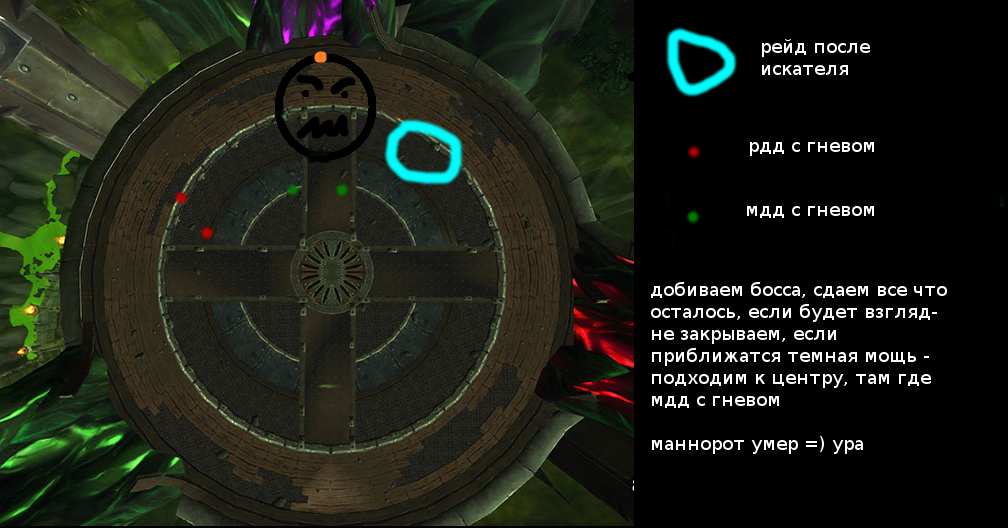 рейд после
искателя
рдд с гневом
мдд с гневом
добиваем босса, сдаем все что
осталось, если будет взгляд-
не закрываем, если
приближатся темная мощь -
подходим к центру, там где
мдд с гневом
маннорот умер =) ура